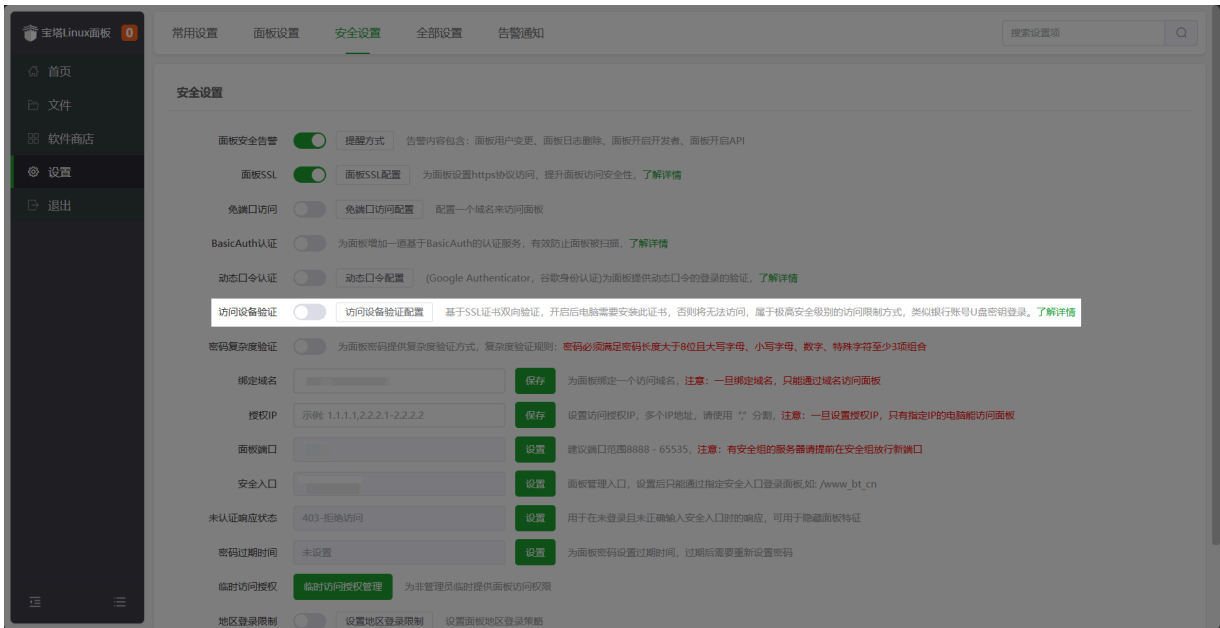 宝塔Linux面板 0
首页
文件
软件商店
设置
退出
常用设置 面板设置 安全设置 全部设置 告警通知 搜索设置项
安全设置
面板安全告警 提醒方式 告警内容包含：面板用户变更、面板日志删除、面板开启开发者、面板开启API
面板SSL 面板SSL配置 为面板设置https协议访问，提升面板访问安全性，了解详情
免端口访问 免端口访问配置 配置一个域名来访问面板
BasicAuth认证 为面板增加一道基于BasicAuth的认证服务，有效防止面板被扫描，了解详情
动态口令认证 动态口令配置 (Google Authenticator，谷歌身份认证)为面板提供动态口令的登录的验证，了解详情
访问设备验证 访问设备验证配置 基于SSL证书双向验证，开启后电脑需要安装此证书，否则将无法访问，属于极高安全级别的访问限制方式，类似银行账号U盘密钥登录。了解详情
密码复杂度验证 为面板密码提供复杂度验证方式，复杂度验证规则：密码必须满足密码长度大于8位且大写字母、小写字母、数字、特殊字符至少3项组合
绑定域名 保存 为面板绑定一个访问域名，注意：一旦绑定域名，只能通过域名访问面板
授权IP 示例: 1.1.1.1,2.2.2.1-2.2.2.2 保存 设置访问授权IP，多个IP地址，请使用 "," 分割，注意：一旦设置授权IP，只有指定IP的电脑能访问面板
面板端口 设置 建议端口范围8888 - 65535，注意：有安全组的服务器请提前在安全组放行新端口
安全入口 设置 面板管理入口，设置后只能通过指定安全入口登录面板,如: /www_bt_cn
未认证响应状态 403-拒绝访问 设置 用于在未登录且未正确输入安全入口时的响应，可用于隐藏面板特征
密码过期时间 未设置 设置 为面板密码设置过期时间，过期后需要重新设置密码
临时访问授权 临时访问授权管理 为非管理员临时提供面板访问权限
地区登录限制 设置地区登录限制 设置面板地区登录策略